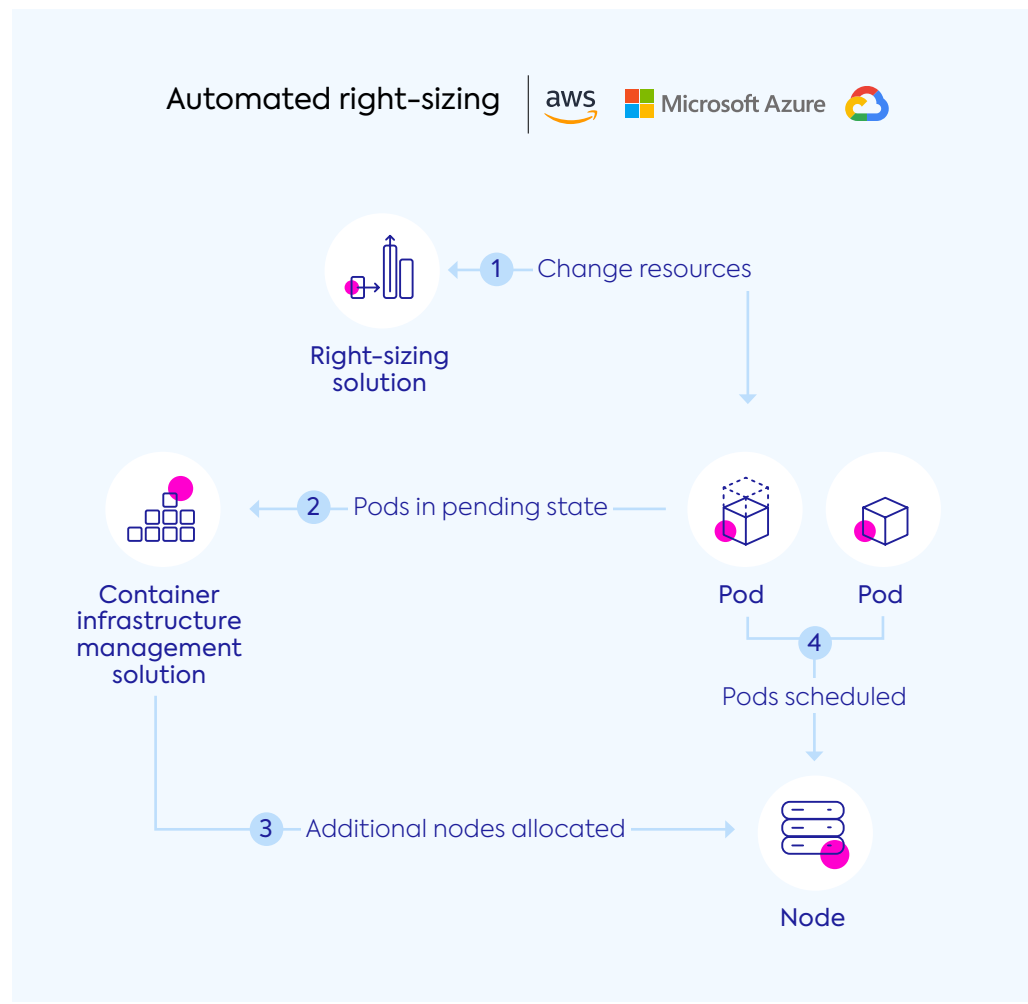 Automated right-sizing
aws
Microsoft Azure
1
Change resources
Right-sizing
solution
2
Pods in pending state
Container
infrastructure
management
solution
Pod
Pod
4
Pods scheduled
3
Additional nodes allocated
Node